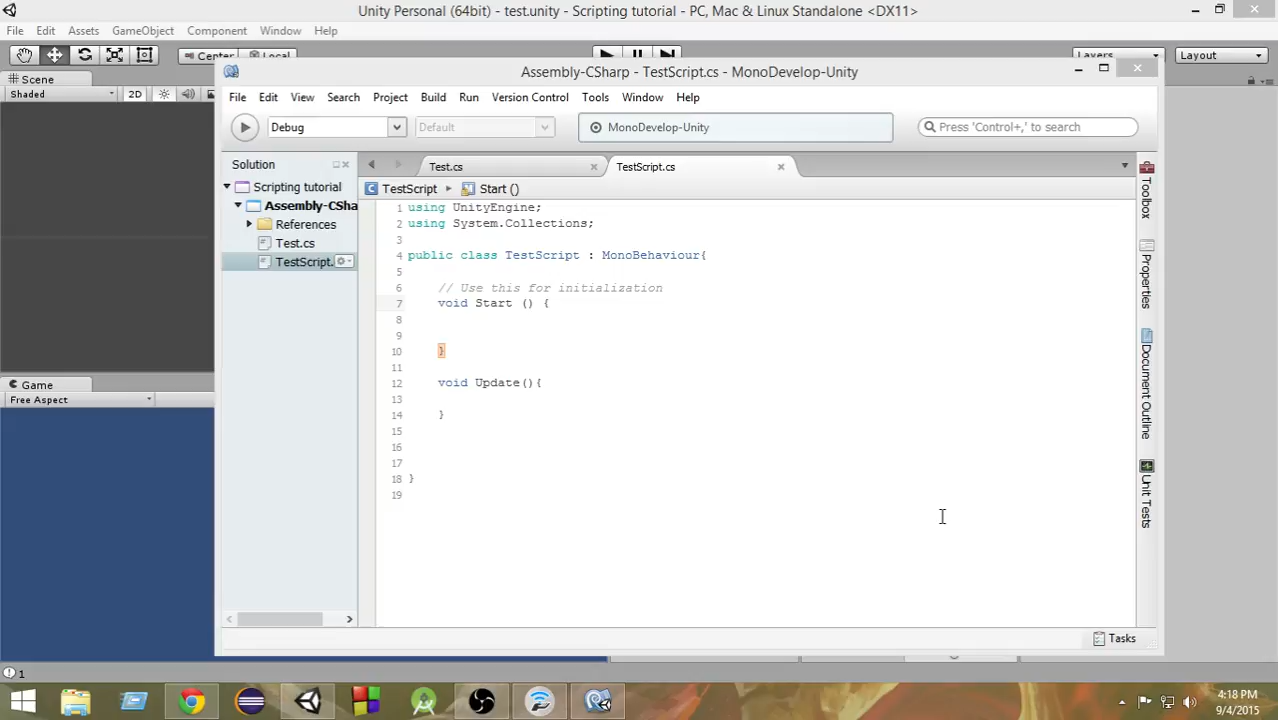 Unity Personal (64bit) - test.unity - Scripting tutorial - PC, Mac & Linux Standalone <DX11>
File Edit Assets GameObject Component Window Help
Center Local Layers Layout
Scene
Shaded 2D
Assembly-CSharp - TestScript.cs - MonoDevelop-Unity
File Edit View Search Project Build Run Version Control Tools Window Help
Debug Default MonoDevelop-Unity Press 'Control+,' to search
Solution Test.cs TestScript.cs
TestScript Start ()
Scripting tutorial
Assembly-CSha
References
Test.cs
TestScript.
1 using UnityEngine;
2 using System.Collections;
3
4 public class TestScript : MonoBehaviour{
5
6 // Use this for initialization
7 void Start () {
8
9
10 }
11
12 void Update(){
13
14 }
15
16
17
18 }
19
Toolbox
Properties
Document Outline
Unit Tests
Game
Free Aspect
Tasks
1
4:18 PM
9/4/2015